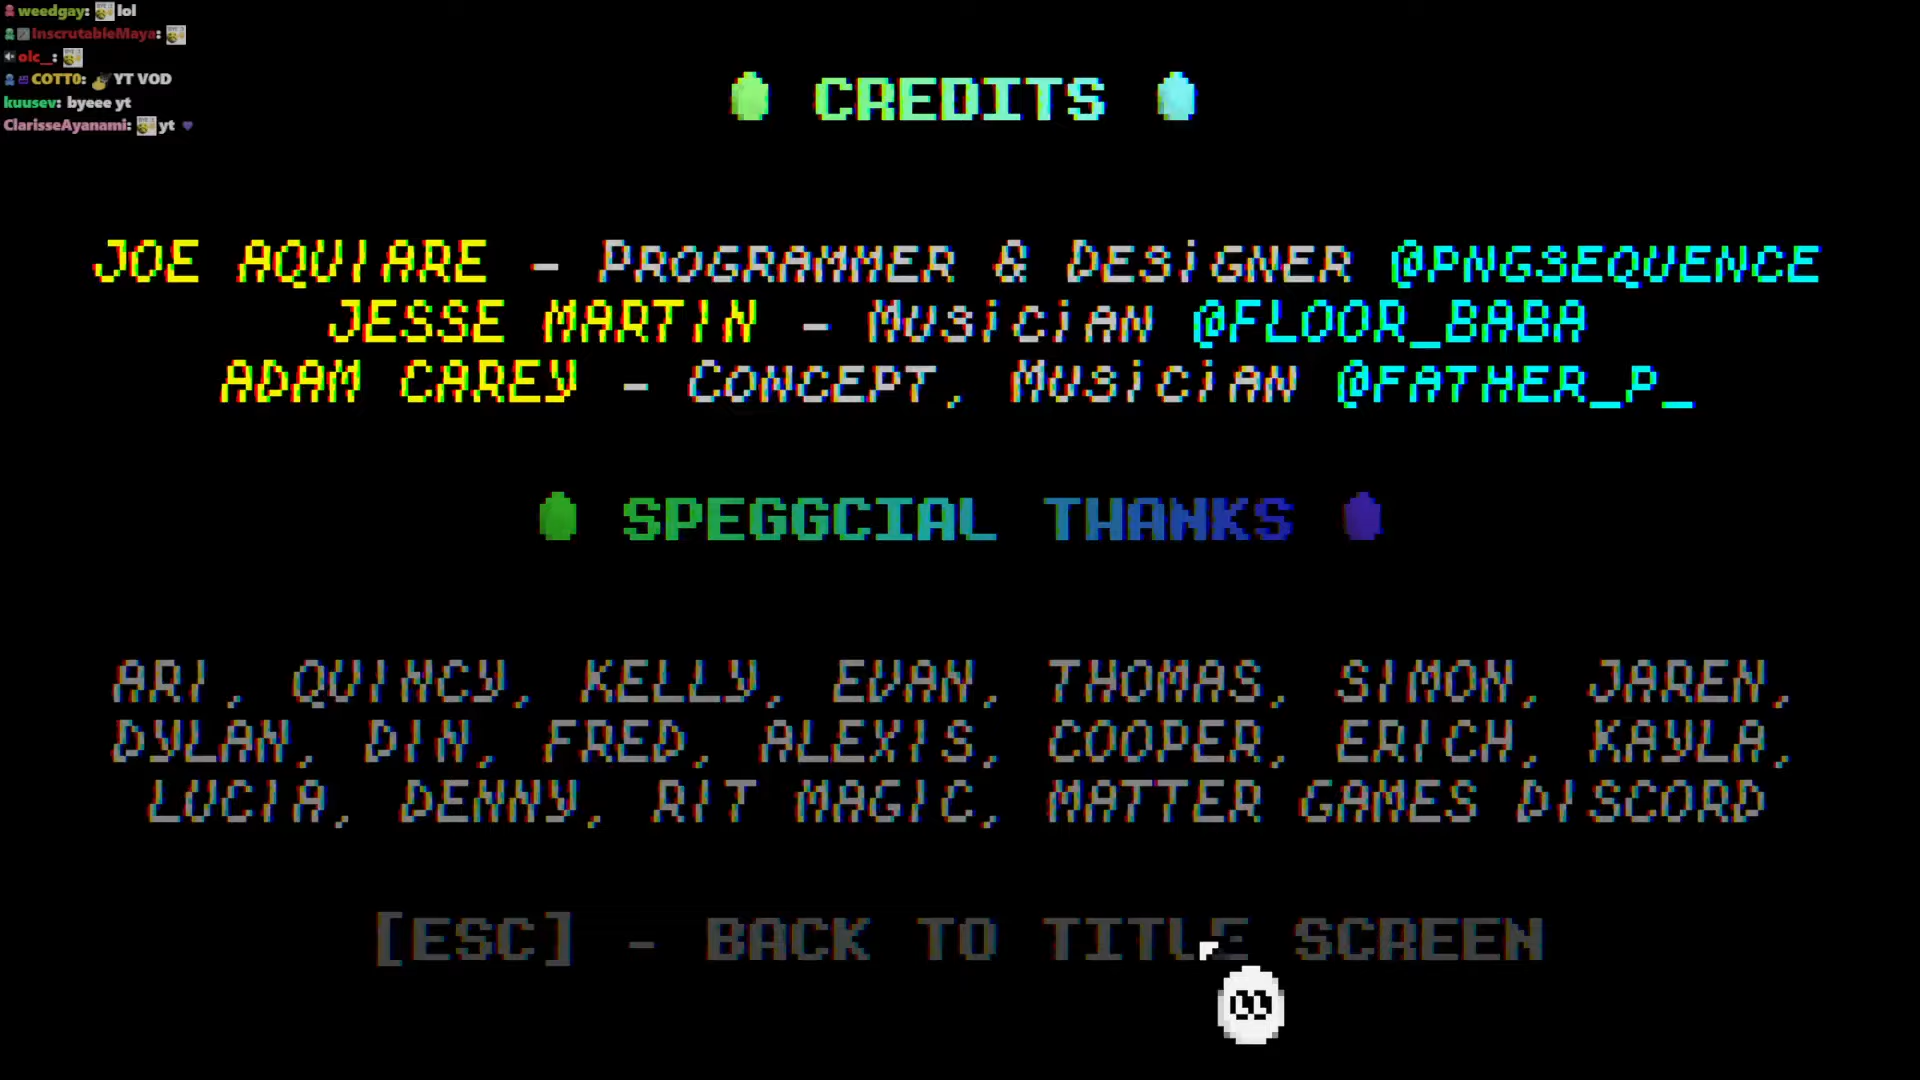 weedgay: lol
InscrutableMaya:
olc__:
COTT0: YT VOD
kuusev: byeee yt
ClarisseAyanami: yt
CREDITS
JOE AQUIARE - PROGRAMMER & DESiGNER @PNGSEQUENCE
JESSE MARTIN - MUSiCiAN @FLOOR_BABA
ADAM CAREY - CONCEPT, MUSiCiAN @FATHER_P_
SPEGGCIAL THANKS
ARI, QUINCY, KELLY, EVAN, THOMAS, SIMON, JAREN,
DYLAN, DIN, FRED, ALEXIS, COOPER, ERICH, KAYLA,
LUCIA, DENNY, RIT MAGIC, MATTER GAMES DISCORD
[ESC] - BACK TO TITLE SCREEN